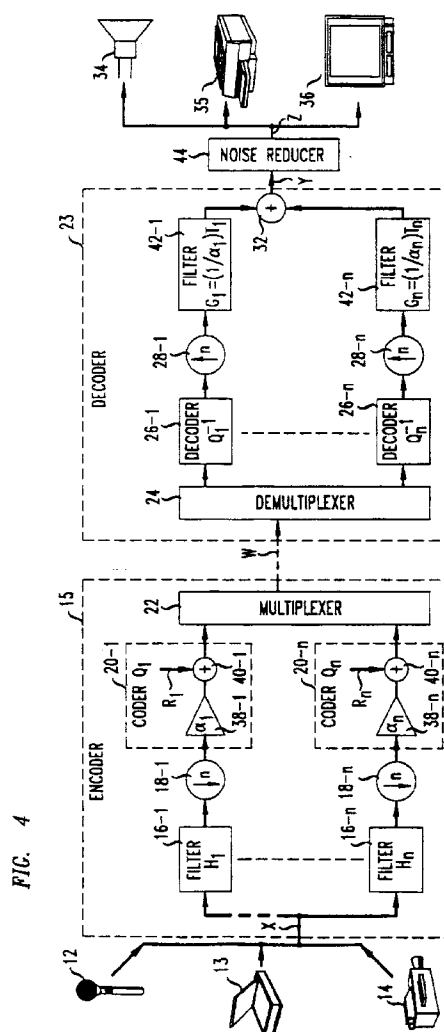 FIG. 4
12
13
14
X
15
ENCODER
16-1
FILTER
H₁
18-1
↓n
20-1
CODER Q₁
α₁
38-1
R₁
+
40-1
16-n
FILTER
Hₙ
18-n
↓n
20-n
CODER Qₙ
αₙ
38-n
Rₙ
+
40-n
22
MULTIPLEXER
W
23
DECODER
24
DEMULTIPLEXER
26-1
DECODER
Q₁⁻¹
28-1
↑n
42-1
FILTER
G₁=(1/α₁)T₁
26-n
DECODER
Qₙ⁻¹
28-n
↑n
42-n
FILTER
Gₙ=(1/αₙ)Tₙ
32
+
Y
44
NOISE REDUCER
Z
34
35
36